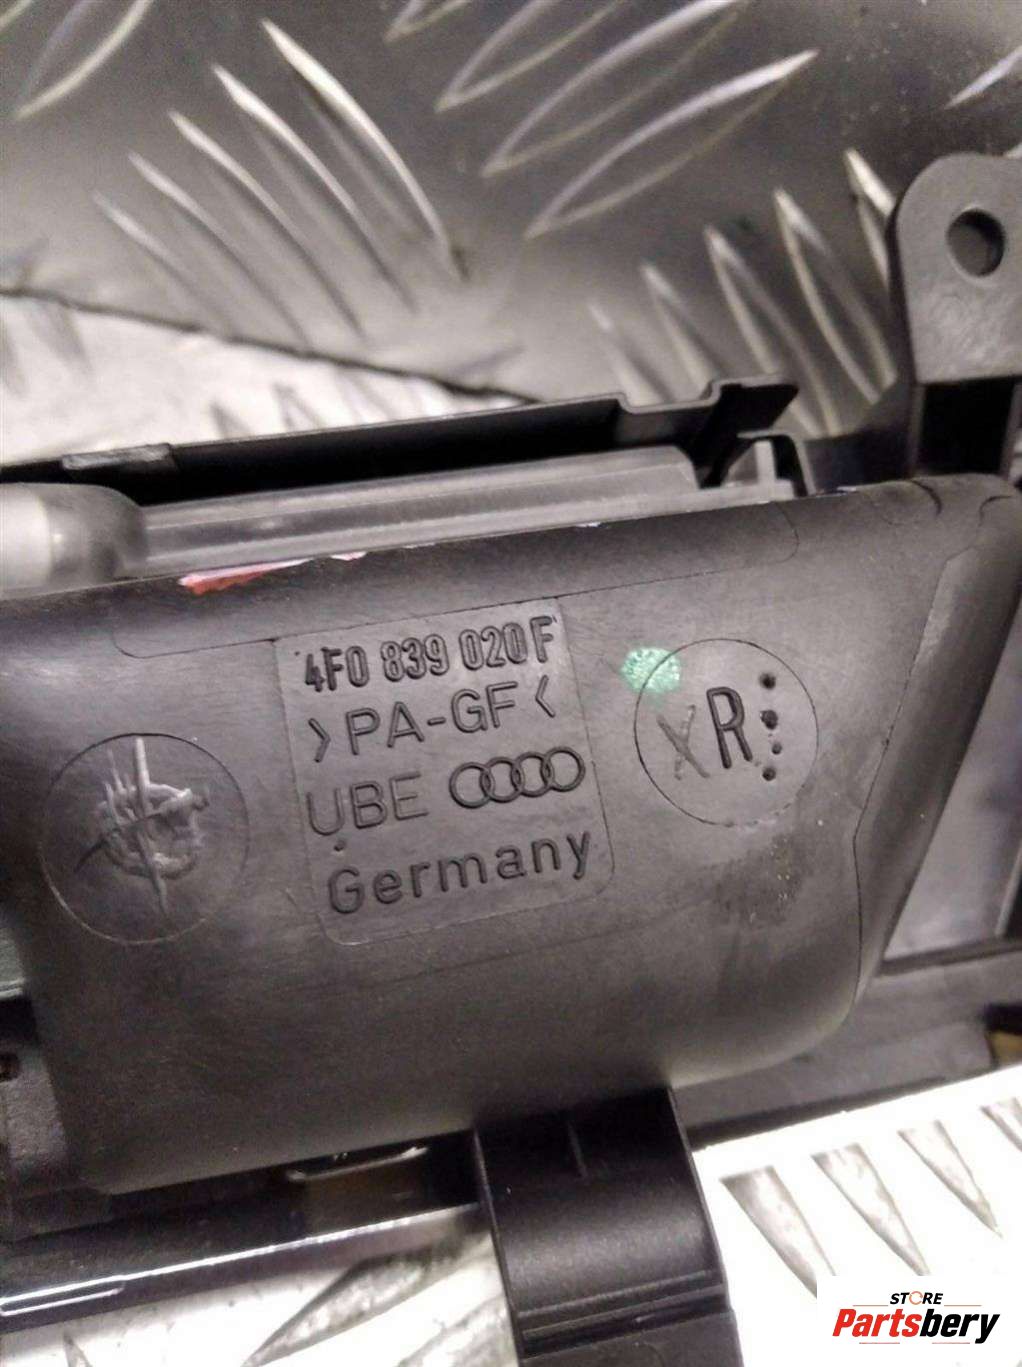 4F0 839 020 F
>PA-GF<
UBE
Germany
XR
STORE
Partsbery